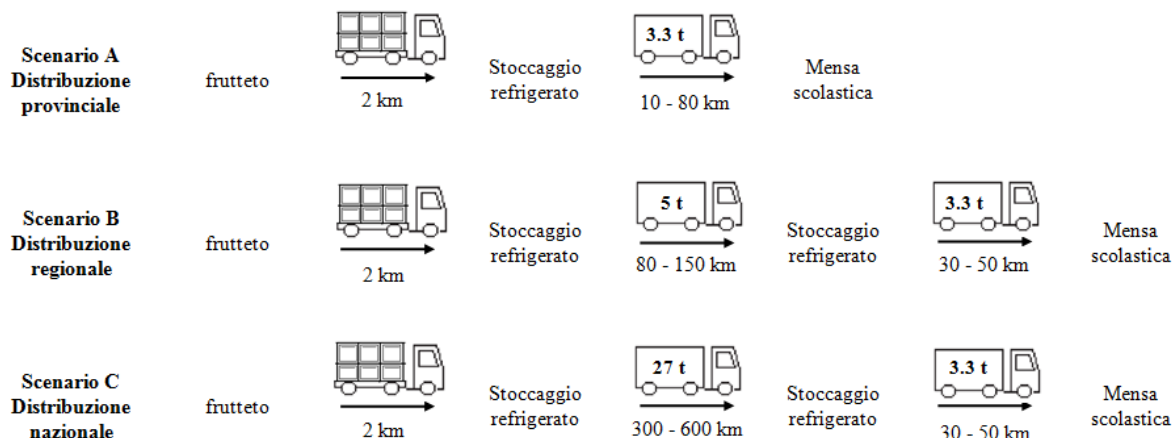 Scenario A
Distribuzione
provinciale
frutteto
2 km
Stoccaggio
refrigerato
3.3 t
10 - 80 km
Mensa
scolastica
Scenario B
Distribuzione
regionale
frutteto
2 km
Stoccaggio
refrigerato
5 t
80 - 150 km
Stoccaggio
refrigerato
3.3 t
30 - 50 km
Mensa
scolastica
Scenario C
Distribuzione
nazionale
frutteto
2 km
Stoccaggio
refrigerato
27 t
300 - 600 km
Stoccaggio
refrigerato
3.3 t
30 - 50 km
Mensa
scolastica